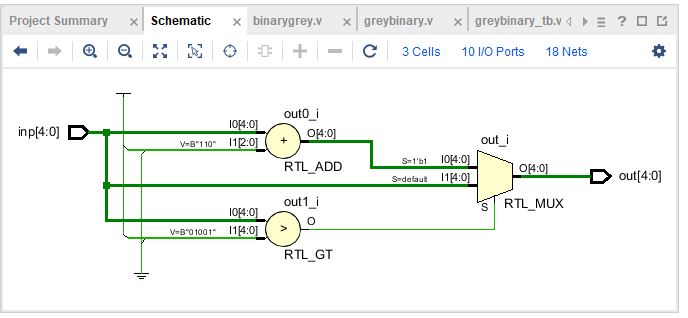 Project Summary
Schematic
binarygrey.v
greybinary.v
greybinary_tb.v
3 Cells
10 I/O Ports
18 Nets
out0_i
inp[4:0]
I0[4:0]
O[4:0]
V=B"110"
I1[2:0]
+
RTL_ADD
out_i
S=1'b1
I0[4:0]
O[4:0]
out[4:0]
S=default
I1[4:0]
S
RTL_MUX
out1_i
I0[4:0]
O
V=B"01001"
I1[4:0]
>
RTL_GT